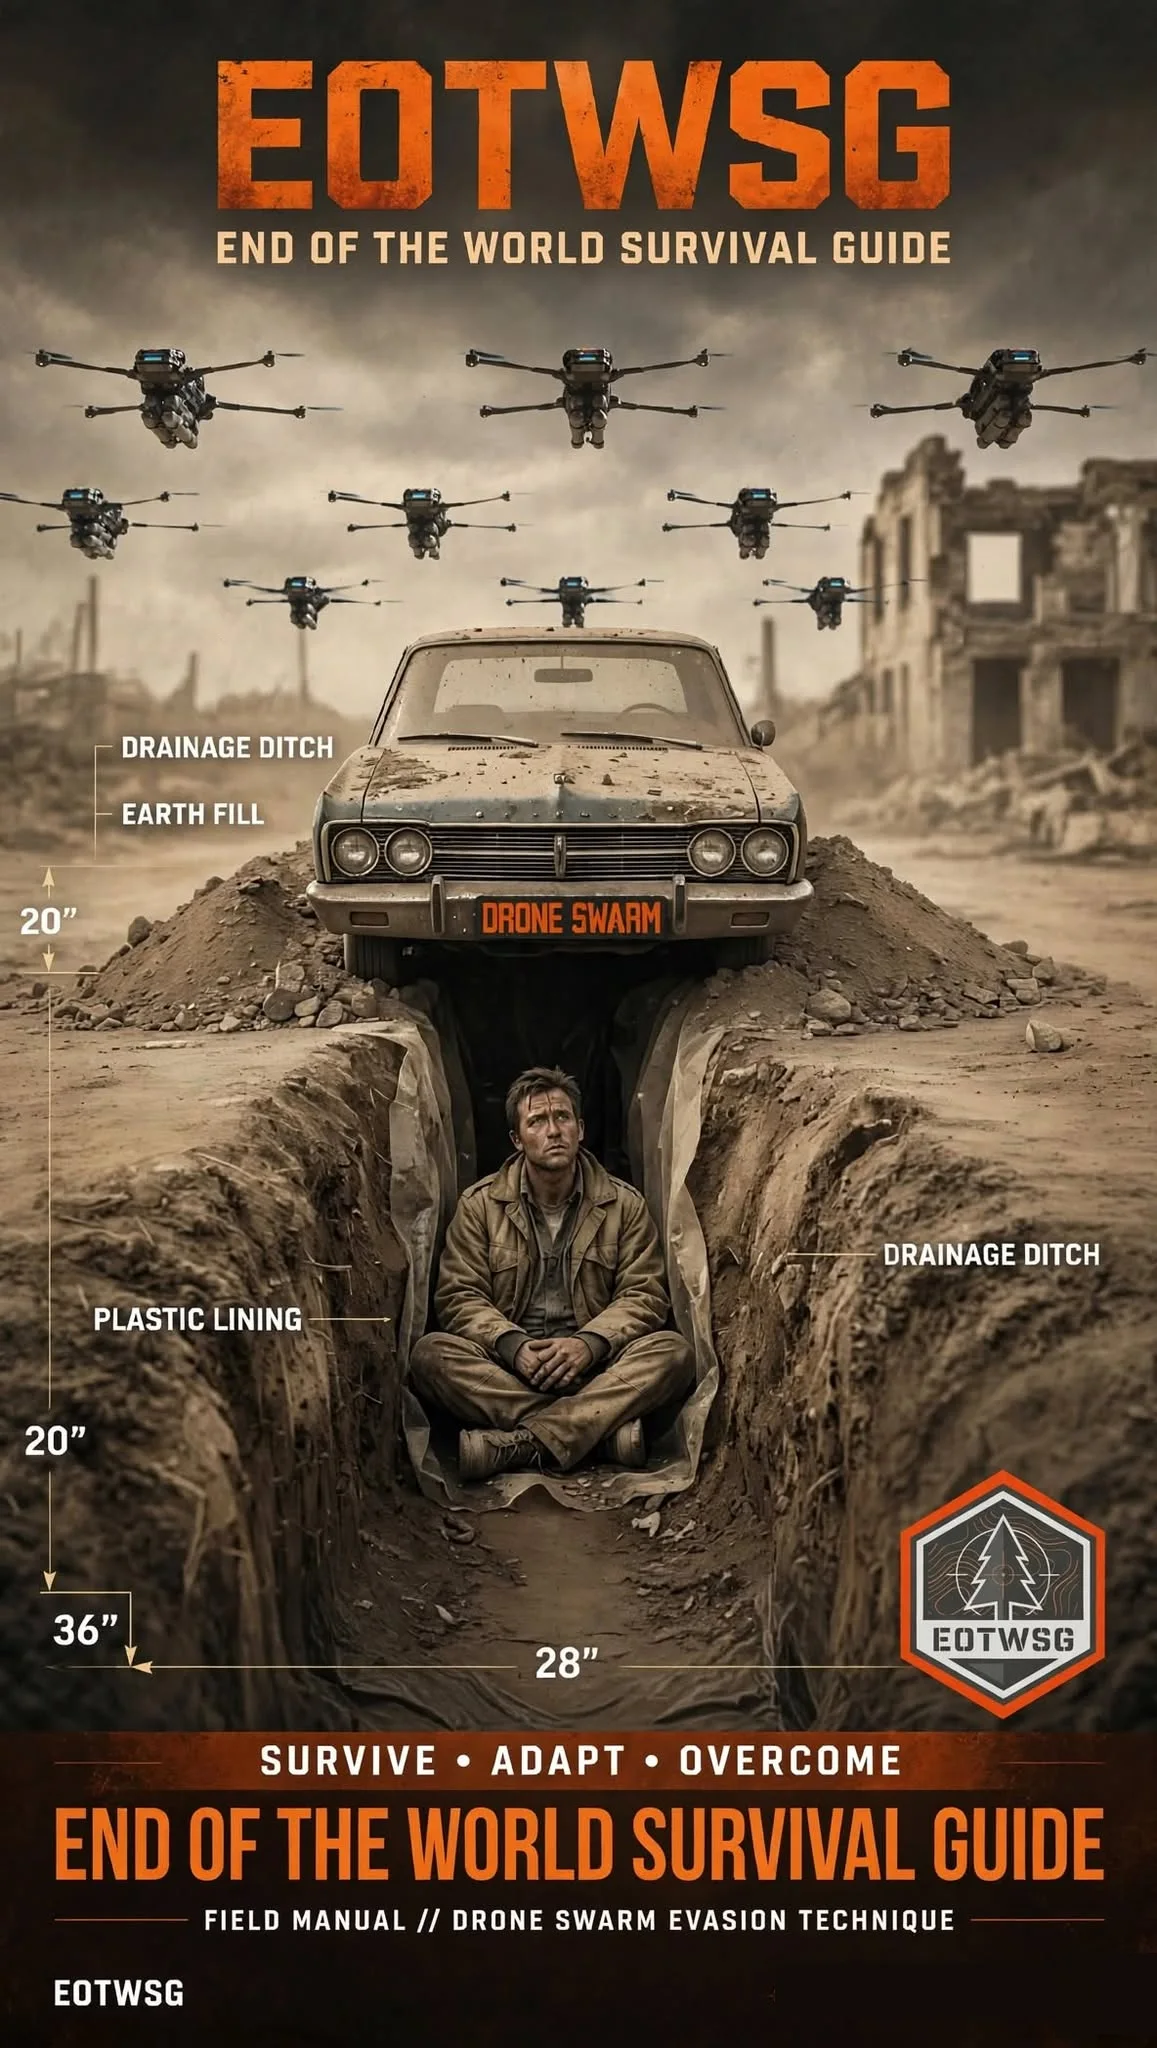 EOTWSG
END OF THE WORLD SURVIVAL GUIDE
DRAINAGE DITCH
EARTH FILL
20”
DRONE SWARM
DRAINAGE DITCH
PLASTIC LINING
20”
36”
28”
EOTWSG
SURVIVE • ADAPT • OVERCOME
END OF THE WORLD SURVIVAL GUIDE
FIELD MANUAL // DRONE SWARM EVASION TECHNIQUE
EOTWSG